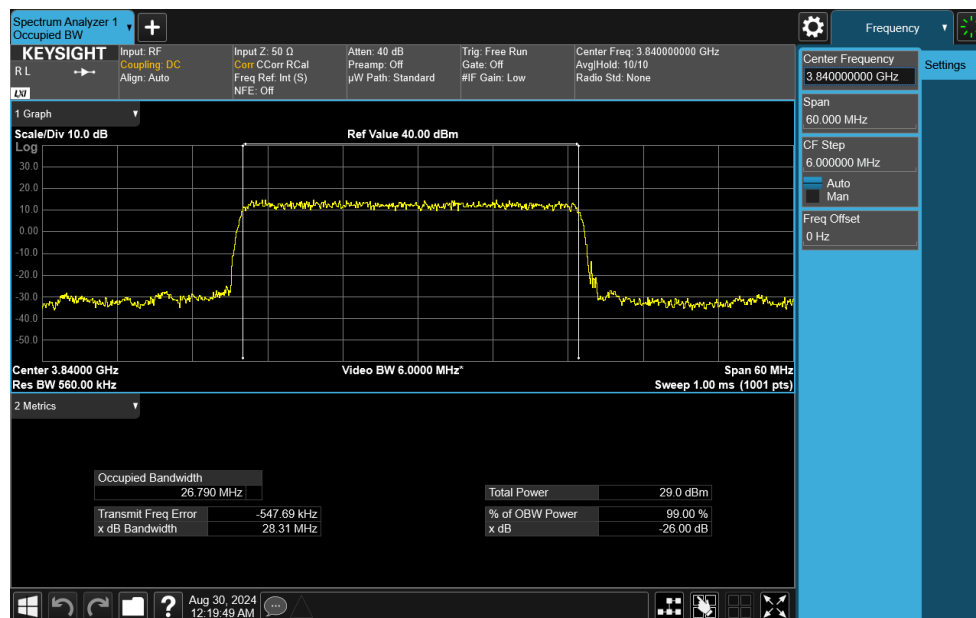 Spectrum Analyzer 1
Occupied BW
Frequency
KEYSIGHT
R L
LXI
Input: RF
Coupling: DC
Align: Auto
Input Z: 50 Ω
Corr CCorr RCal
Freq Ref: Int (S)
NFE: Off
Atten: 40 dB
Preamp: Off
µW Path: Standard
Trig: Free Run
Gate: Off
#IF Gain: Low
Center Freq: 3.840000000 GHz
Avg|Hold: 10/10
Radio Std: None
Center Frequency
3.840000000 GHz
Settings
Span
60.000 MHz
CF Step
6.000000 MHz
Auto
Man
Freq Offset
0 Hz
1 Graph
Scale/Div 10.0 dB
Ref Value 40.00 dBm
Log
30.0
20.0
10.0
0.00
-10.0
-20.0
-30.0
-40.0
-50.0
Center 3.84000 GHz
Video BW 6.0000 MHz*
Span 60 MHz
Res BW 560.00 kHz
Sweep 1.00 ms (1001 pts)
2 Metrics
Occupied Bandwidth
26.790 MHz
Total Power 29.0 dBm
Transmit Freq Error -547.69 kHz
% of OBW Power 99.00 %
x dB Bandwidth 28.31 MHz
x dB -26.00 dB
?
Aug 30, 2024
12:19:49 AM